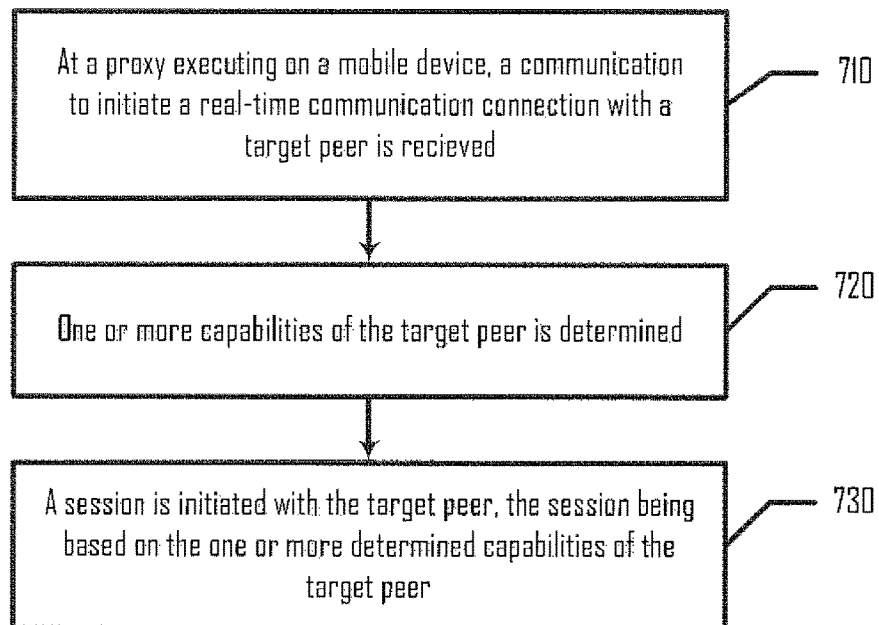 At a proxy executing on a mobile device, a communication
to initiate a real-time communication connection with a
target peer is recieved
710
One or more capabilities of the target peer is determined
720
A session is initiated with the target peer, the session being
based on the one or more determined capabilities of the
target peer
730